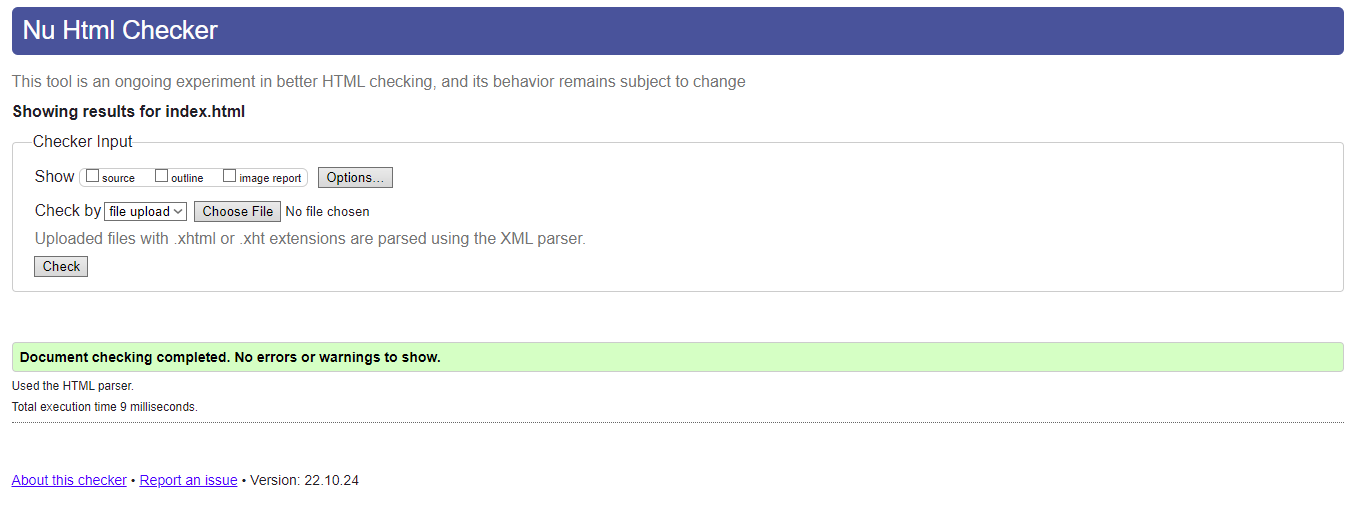 Nu Html Checker
This tool is an ongoing experiment in better HTML checking, and its behavior remains subject to change
Showing results for index.html
Checker Input
Show source outline image report Options...
Check by file upload Choose File No file chosen
Uploaded files with .xhtml or .xht extensions are parsed using the XML parser.
Check
Document checking completed. No errors or warnings to show.
Used the HTML parser.
Total execution time 9 milliseconds.
About this checker • Report an issue • Version: 22.10.24